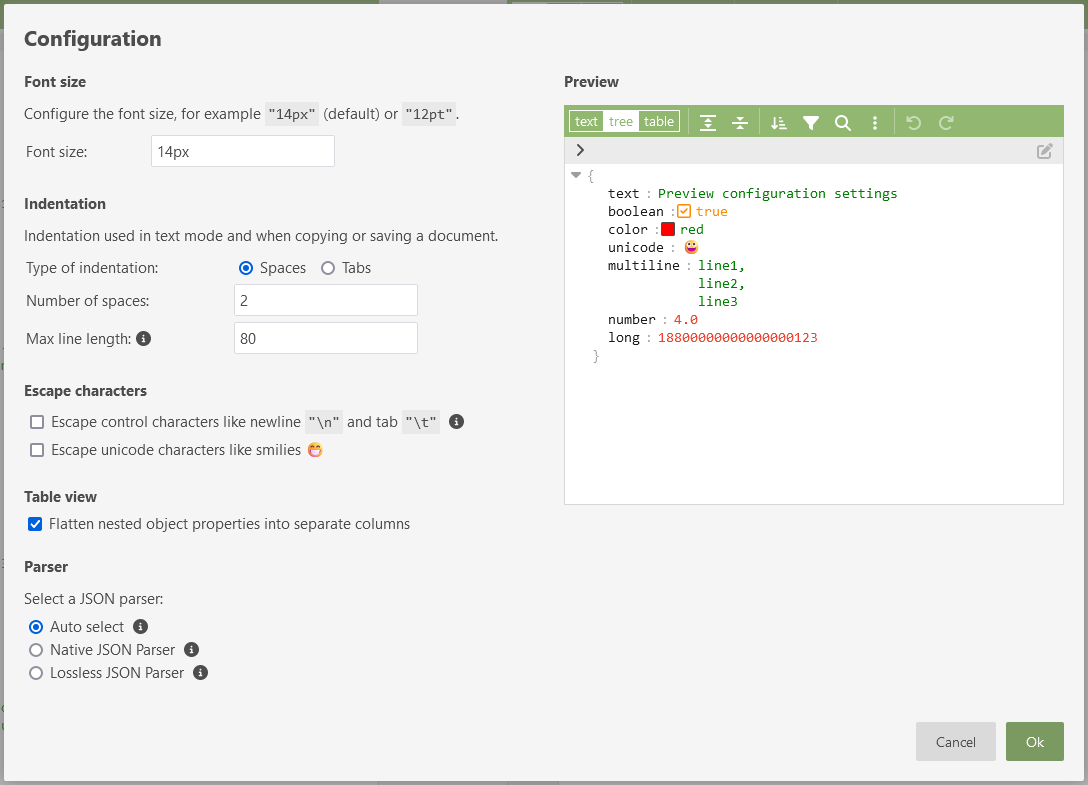 Configuration
Font size
Configure the font size, for example "14px" (default) or "12pt".
Font size: 14px
Indentation
Indentation used in text mode and when copying or saving a document.
Type of indentation: Spaces Tabs
Number of spaces: 2
Max line length: 80
Escape characters
Escape control characters like newline "\n" and tab "\t"
Escape unicode characters like smilies 😁
Table view
Flatten nested object properties into separate columns
Parser
Select a JSON parser:
Auto select
Native JSON Parser
Lossless JSON Parser
Preview
text tree table
{
text : Preview configuration settings
boolean : true
color : red
unicode : 😀
multiline : line1,
line2,
line3
number : 4.0
long : 18800000000000000123
}
Cancel Ok